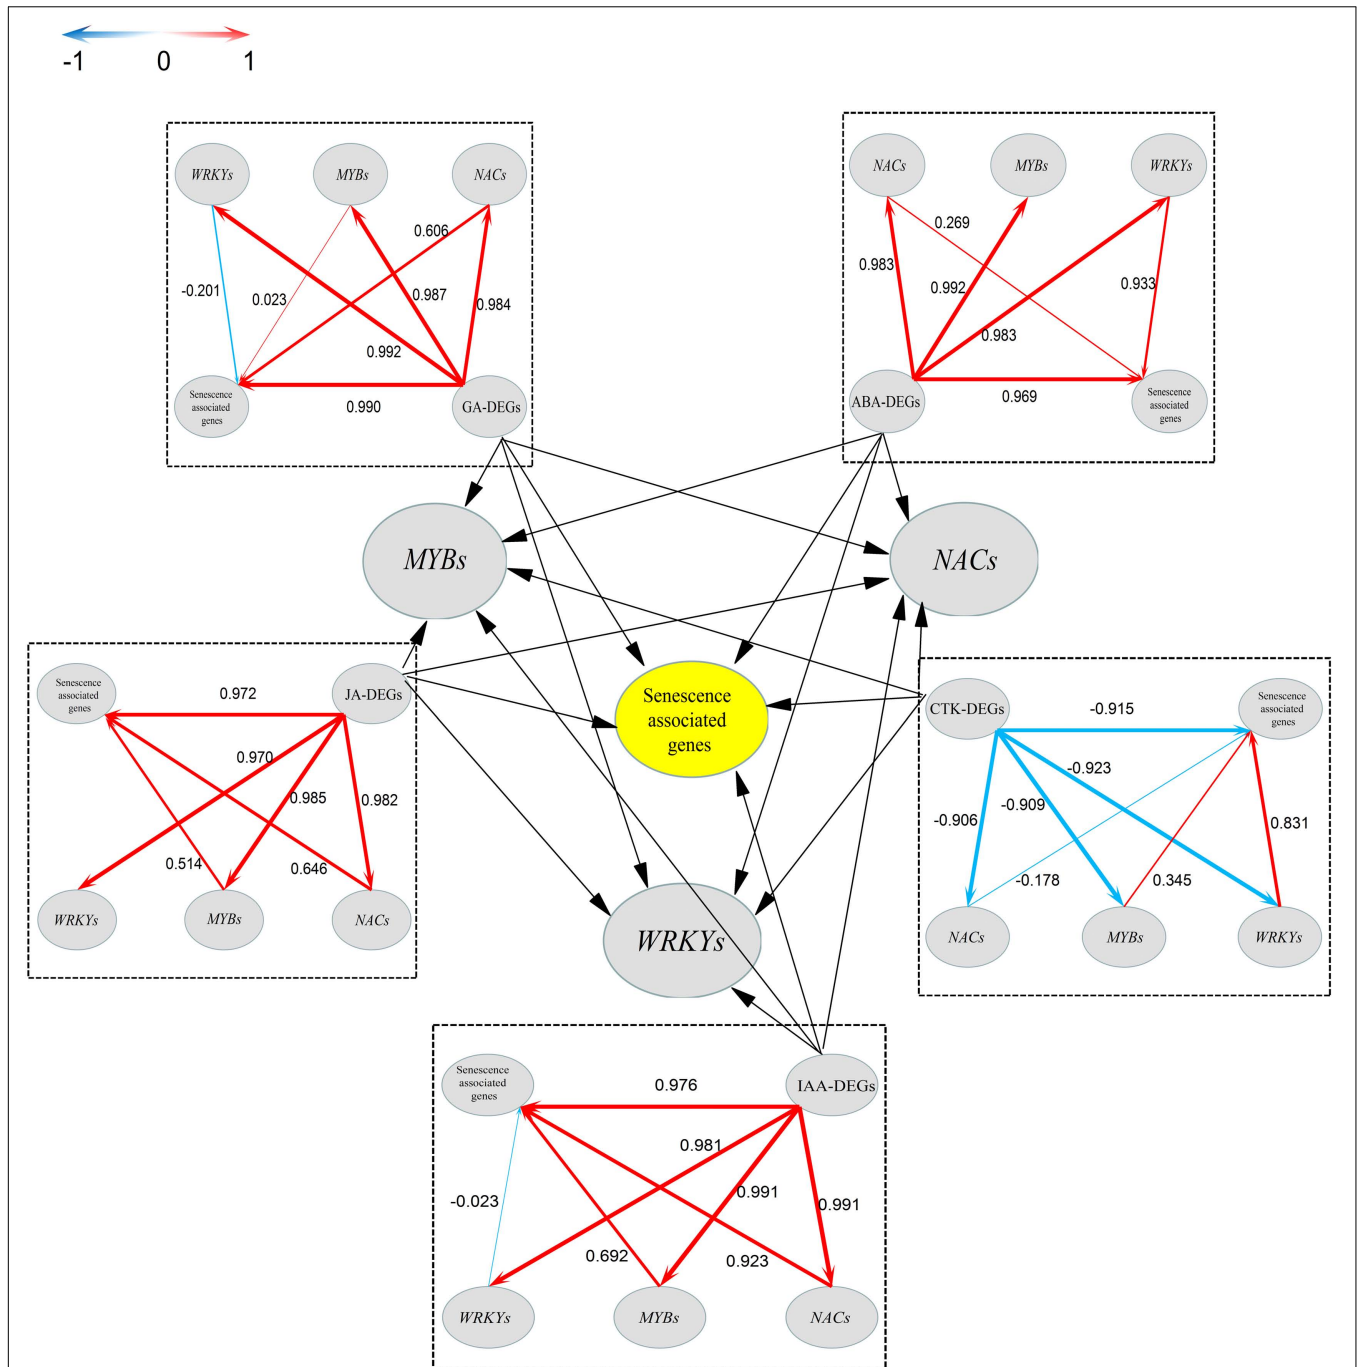 -1 0 1
WRKYs MYBs NACs
0.606
-0.201 0.023 0.987 0.984
0.992
Senescence
associated
genes
GA-DEGs
0.990
NACs MYBs WRKYs
0.269
0.983 0.992 0.933
0.983
ABA-DEGs
0.969
Senescence
associated
genes
MYBs
NACs
Senescence
associated
genes
WRKYs
Senescence
associated
genes
0.972
JA-DEGs
0.970
0.985 0.982
0.514 0.646
WRKYs MYBs NACs
CTK-DEGs
-0.915
Senescence
associated
genes
-0.923
-0.906 -0.909 0.831
-0.178 0.345
NACs MYBs WRKYs
Senescence
associated
genes
0.976
IAA-DEGs
0.981
-0.023 0.991 0.991
0.692 0.923
WRKYs MYBs NACs